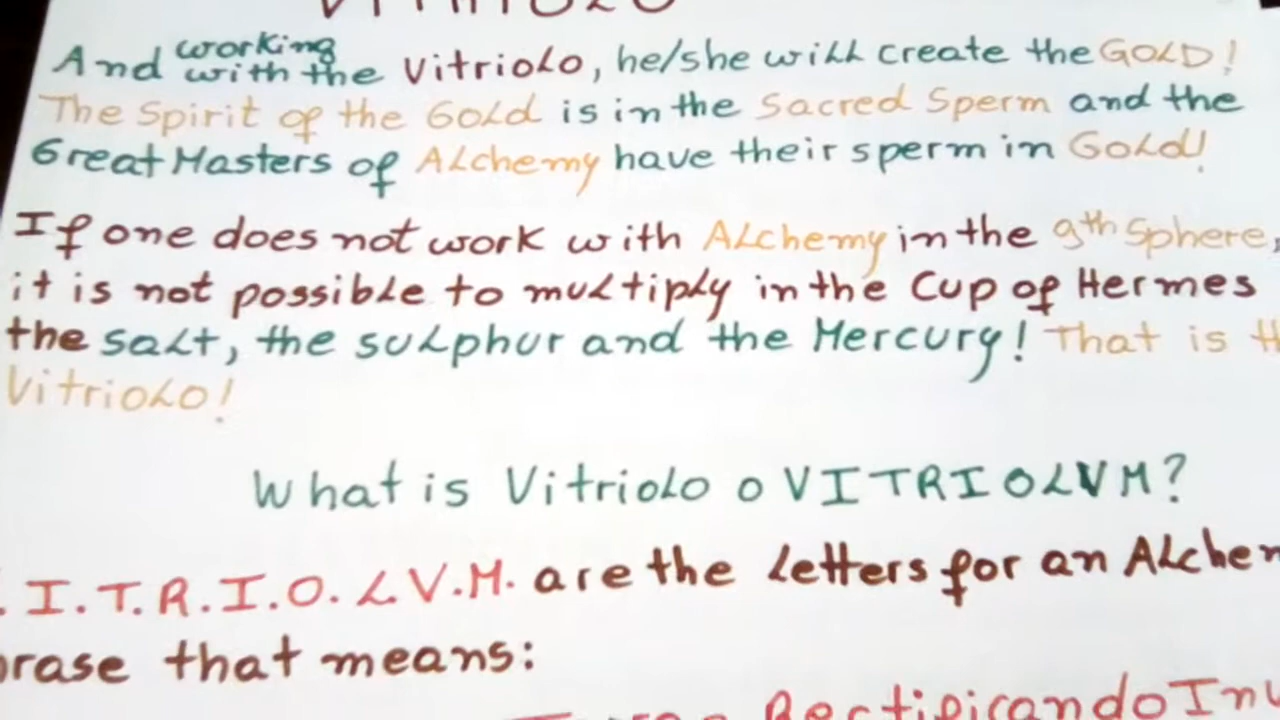 VITRIOLO
And working with the Vitriolo, he/she will create the GOLD!
The Spirit of the Gold is in the Sacred Sperm and the
Great Masters of Alchemy have their sperm in Gold!
If one does not work with Alchemy in the 9th Sphere,
it is not possible to multiply in the Cup of Hermes
the salt, the sulphur and the Mercury! That is
Vitriolo!
What is Vitriolo o VITRIOLVM?
.I.T.R.I.O.L.V.M. are the letters for an Alchem
rase that means:
Rectificando Inv